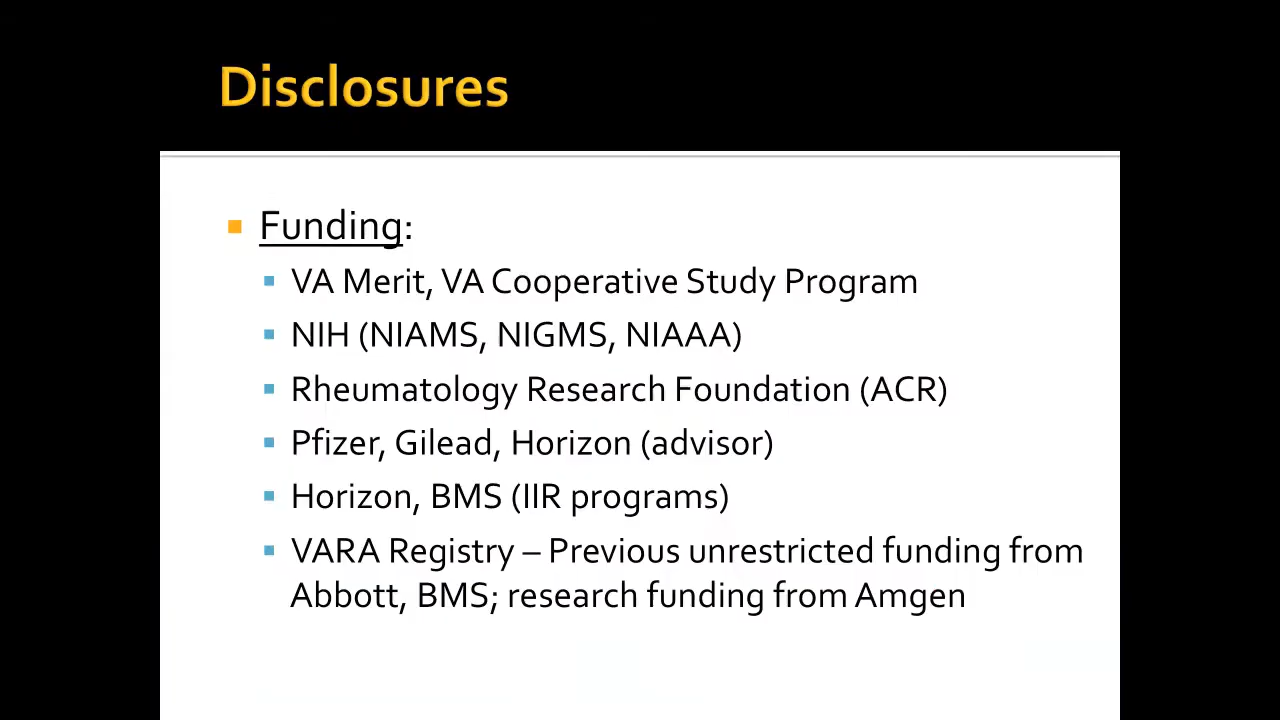 Disclosures
Funding:
VA Merit, VA Cooperative Study Program
NIH (NIAMS, NIGMS, NIAAA)
Rheumatology Research Foundation (ACR)
Pfizer, Gilead, Horizon (advisor)
Horizon, BMS (IIR programs)
VARA Registry – Previous unrestricted funding from
Abbott, BMS; research funding from Amgen